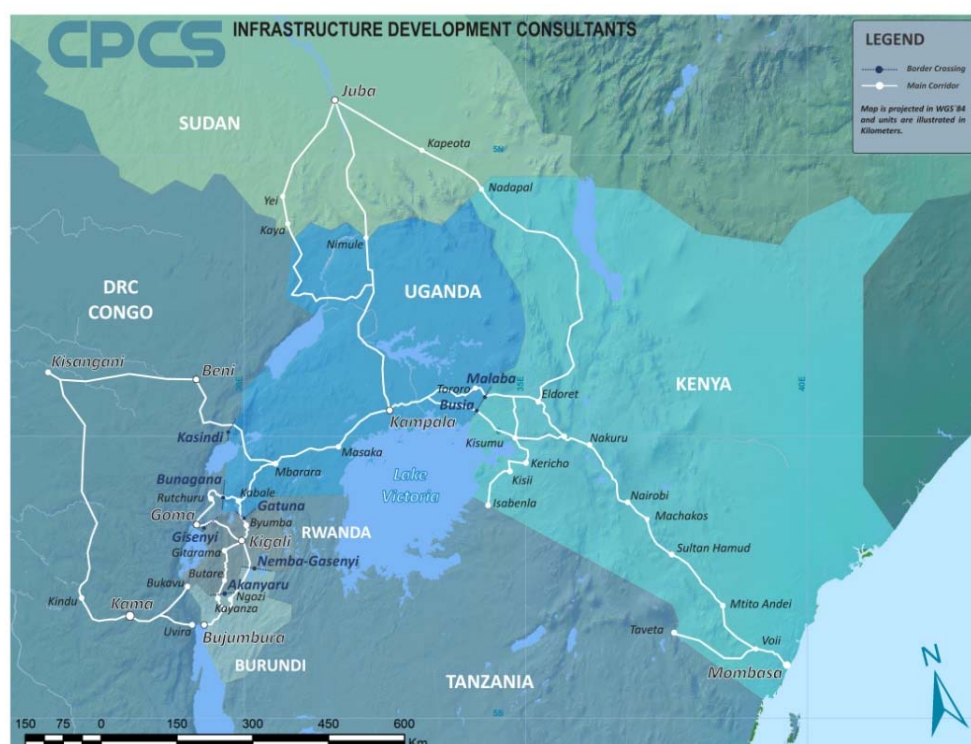 CPCS INFRASTRUCTURE DEVELOPMENT CONSULTANTS
LEGEND
Border Crossing
Main Corridor
Map is projected in WGS'84
and units are illustrated in
Kilometers.
Juba
SUDAN
Kapeota
5N
Nadapal
Yei
Kaya
Nimule
DRC
CONGO
UGANDA
Kisangani
Beni
Malaba
Tororo
35E
KENYA
40E
Busia
Eldoret
Kampala
Kasindi
Kisumu
Nakuru
Masaka
Mbarara
Kericho
Lake
Victoria
Kisii
Bunagana
Rutchuru
Kabale
Isabenla
Gatuna
Nairobi
Goma
Byumba
RWANDA
Machakos
Gisenyi
Kigali
Gitarama
Sultan Hamud
Nemba-Gasenyi
Butare
Bukavu
Akanyaru
Ngozi
Kindu
Kama
Kayanza
Mtito Andei
Uvira
Bujumbura
Taveta
Voii
BURUNDI
Mombasa
TANZANIA
N
5S
150 75 0 150 300 450 600
Km